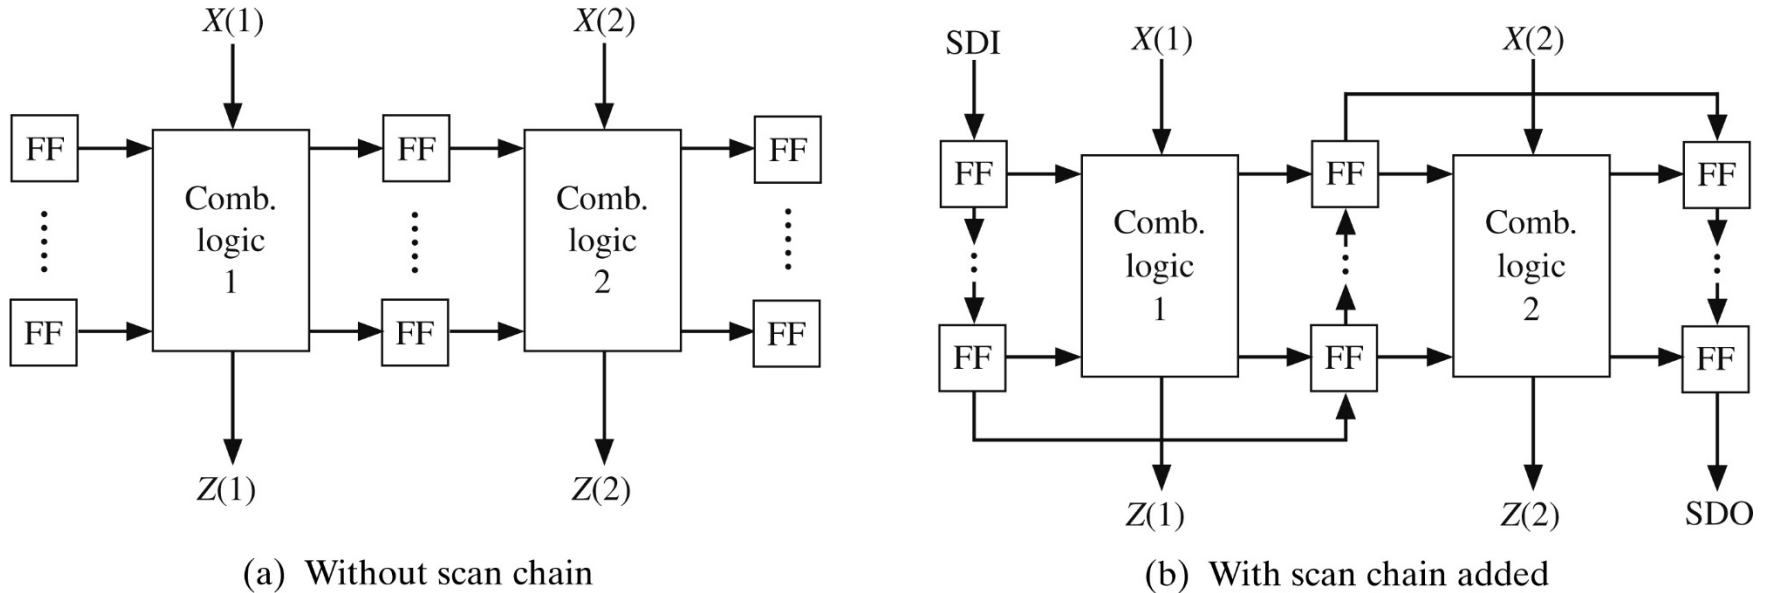 X(1)
X(2)
FF
Comb.
logic
1
FF
Comb.
logic
2
FF
FF
FF
FF
Z(1)
Z(2)
(a) Without scan chain
SDI
X(1)
X(2)
FF
Comb.
logic
1
FF
Comb.
logic
2
FF
FF
FF
FF
Z(1)
Z(2)
SDO
(b) With scan chain added